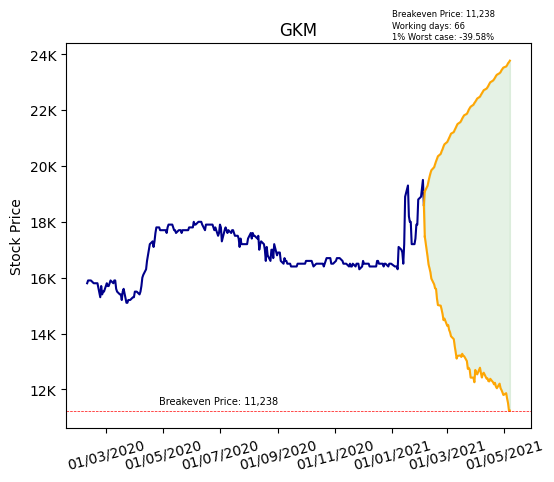 Breakeven Price: 11,238
Working days: 66
1% Worst case: -39.58%
GKM
Stock Price
24K
22K
20K
18K
16K
14K
12K
Breakeven Price: 11,238
01/03/2020
01/05/2020
01/07/2020
01/09/2020
01/11/2020
01/01/2021
01/03/2021
01/05/2021